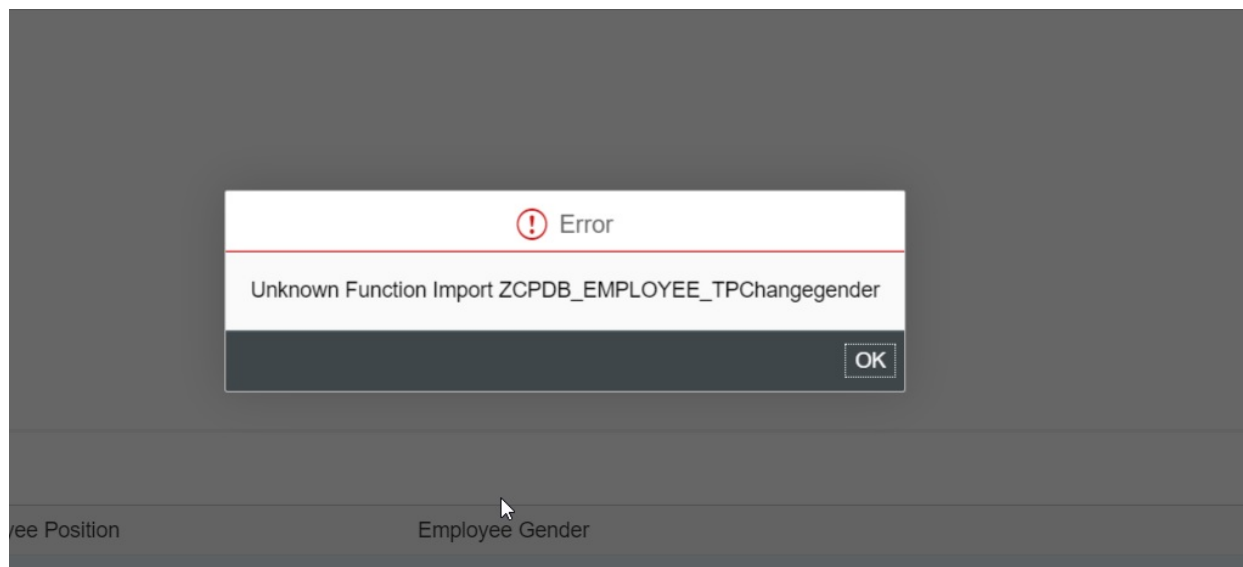 Error
Unknown Function Import ZCPDB_EMPLOYEE_TPChangegender
OK
yee Position Employee Gender